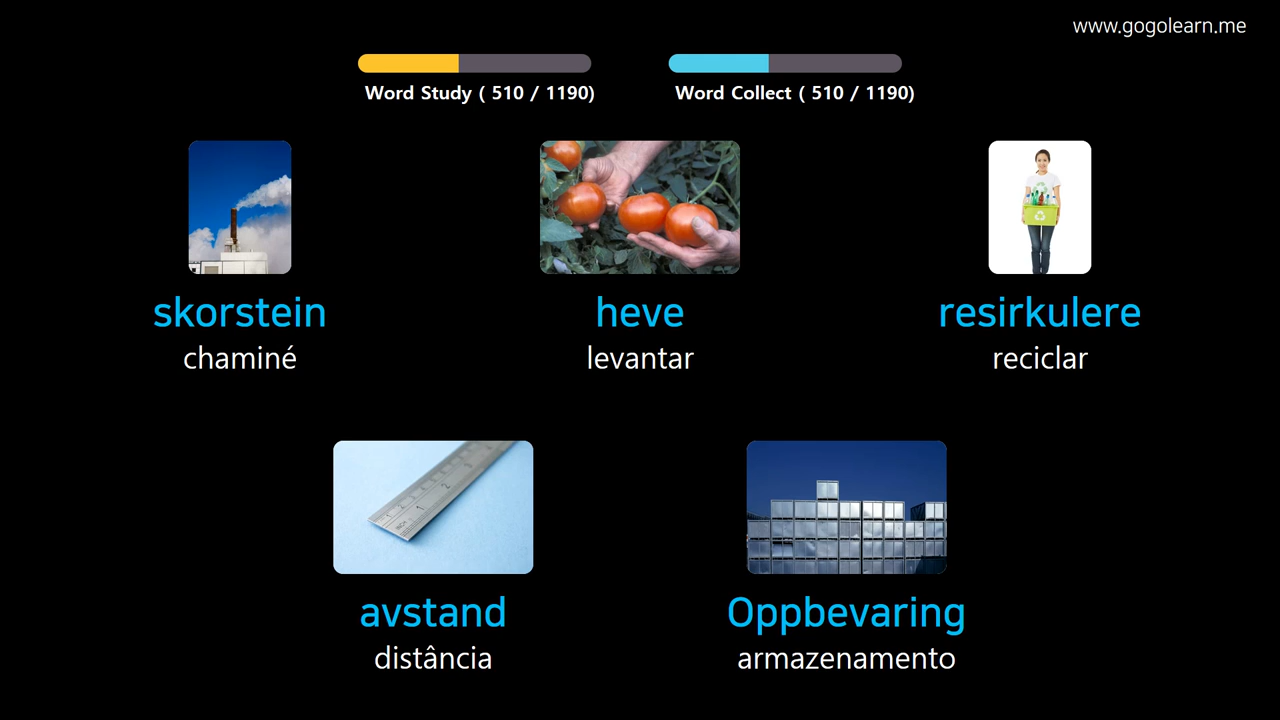 www.gogolearn.me
Word Study ( 510 / 1190)
Word Collect ( 510 / 1190)
skorstein
chaminé
heve
levantar
resirkulere
reciclar
avstand
distância
Oppbevaring
armazenamento